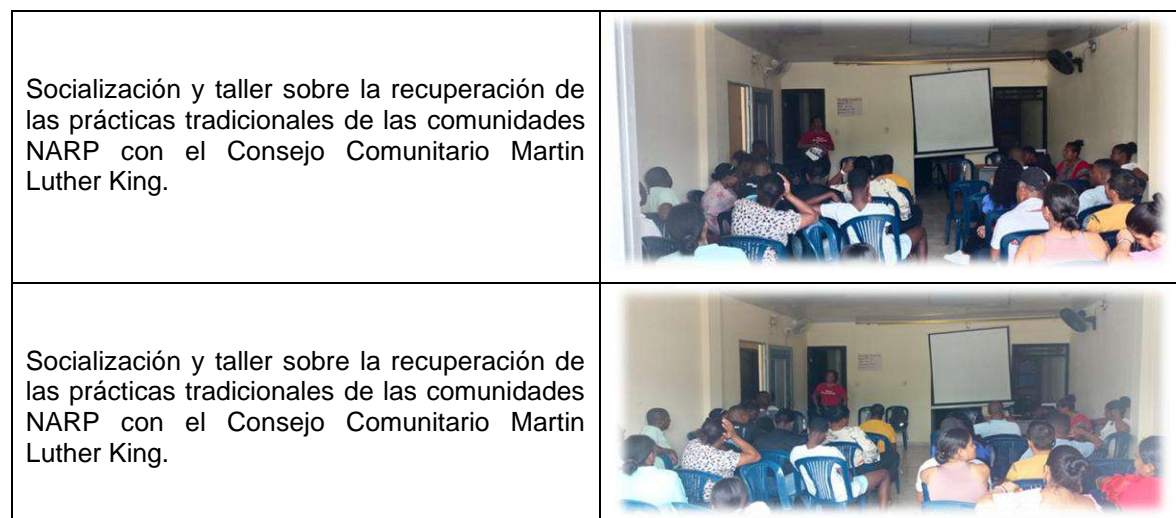 Socialización y taller sobre la recuperación de
las prácticas tradicionales de las comunidades
NARP con el Consejo Comunitario Martin
Luther King.
Socialización y taller sobre la recuperación de
las prácticas tradicionales de las comunidades
NARP con el Consejo Comunitario Martin
Luther King.